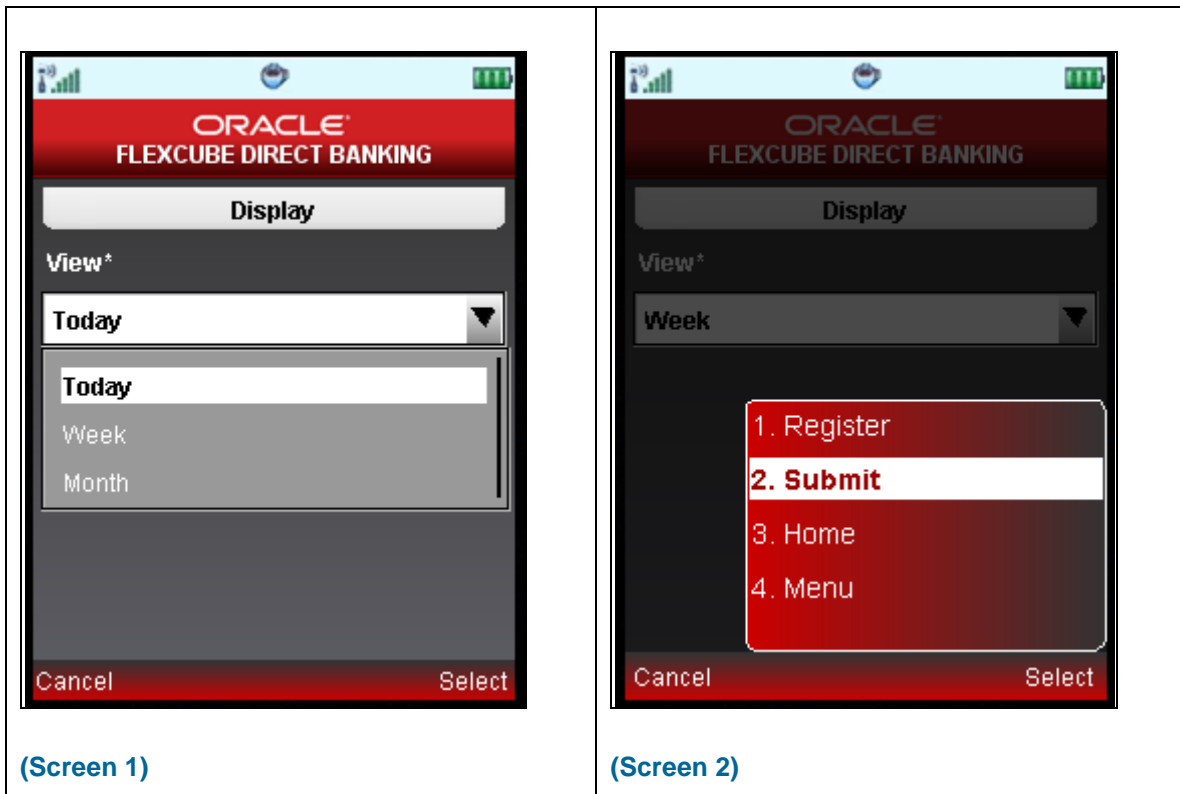 ORACLE
FLEXCUBE DIRECT BANKING
Display
View*
Today
Today
Week
Month
Cancel Select
(Screen 1)
ORACLE
FLEXCUBE DIRECT BANKING
Display
View*
Week
1. Register
2. Submit
3. Home
4. Menu
Cancel Select
(Screen 2)